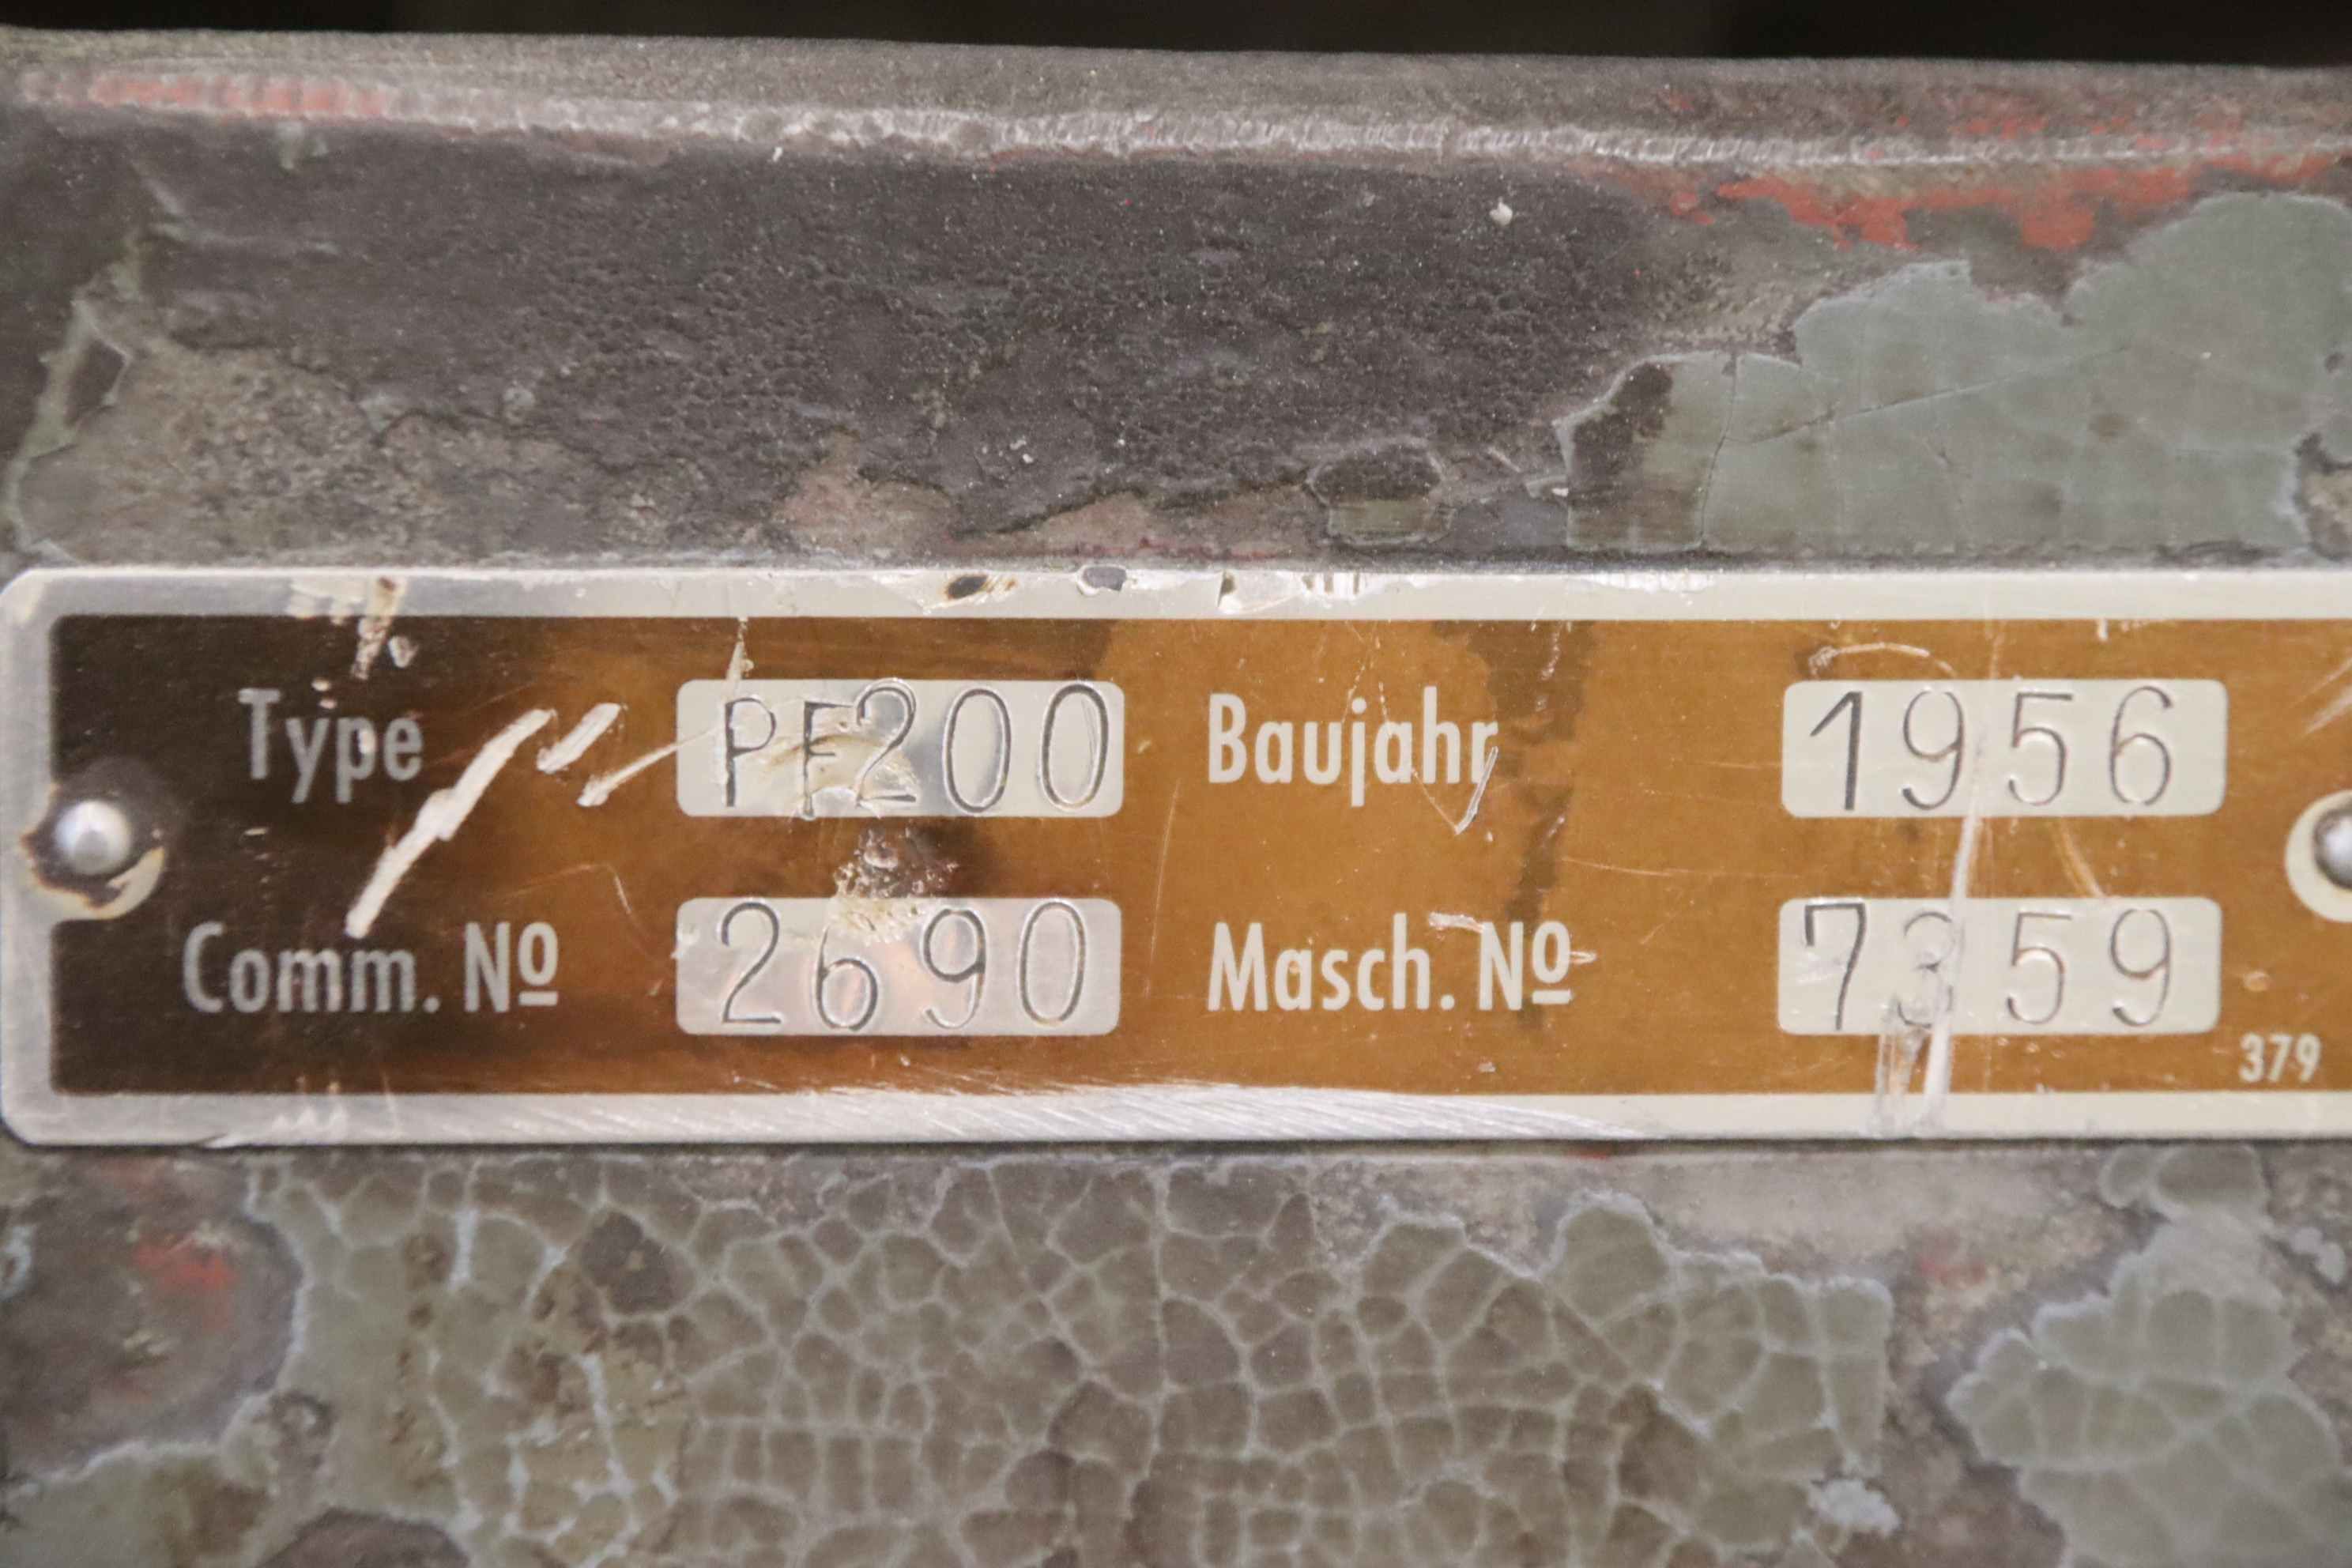 Type PF200 Baujahr 1956
Comm. Nº 2690 Masch. Nº 7359
379